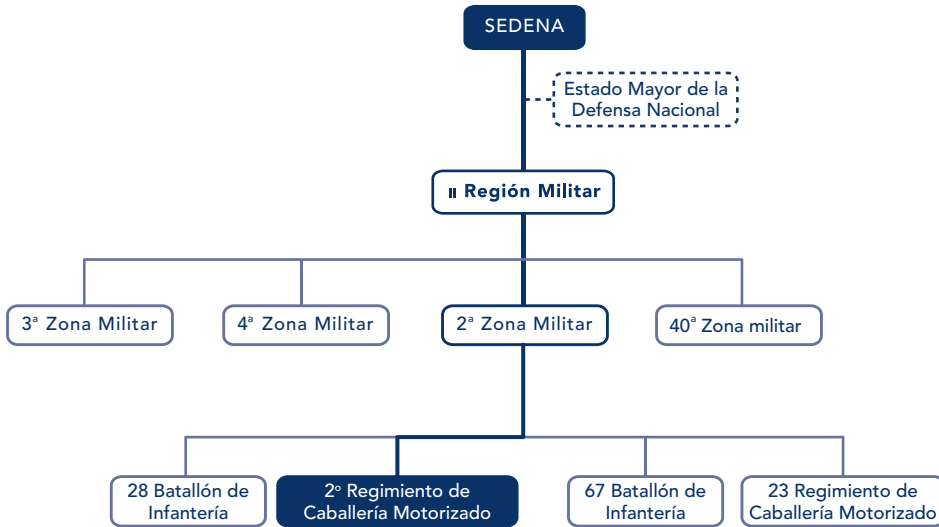 SEDENA
Estado Mayor de la
Defensa Nacional
II Región Militar
3ª Zona Militar
4ª Zona Militar
2ª Zona Militar
40ª Zona militar
28 Batallón de
Infantería
2º Regimiento de
Caballería Motorizado
67 Batallón de
Infantería
23 Regimiento de
Caballería Motorizado